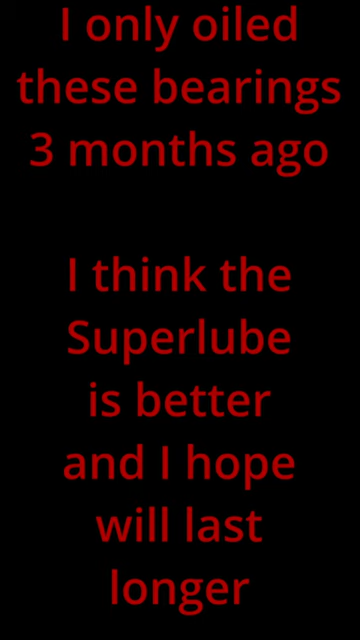 I only oiled
these bearings
3 months ago
I think the
Superlube
is better
and I hope
will last
longer